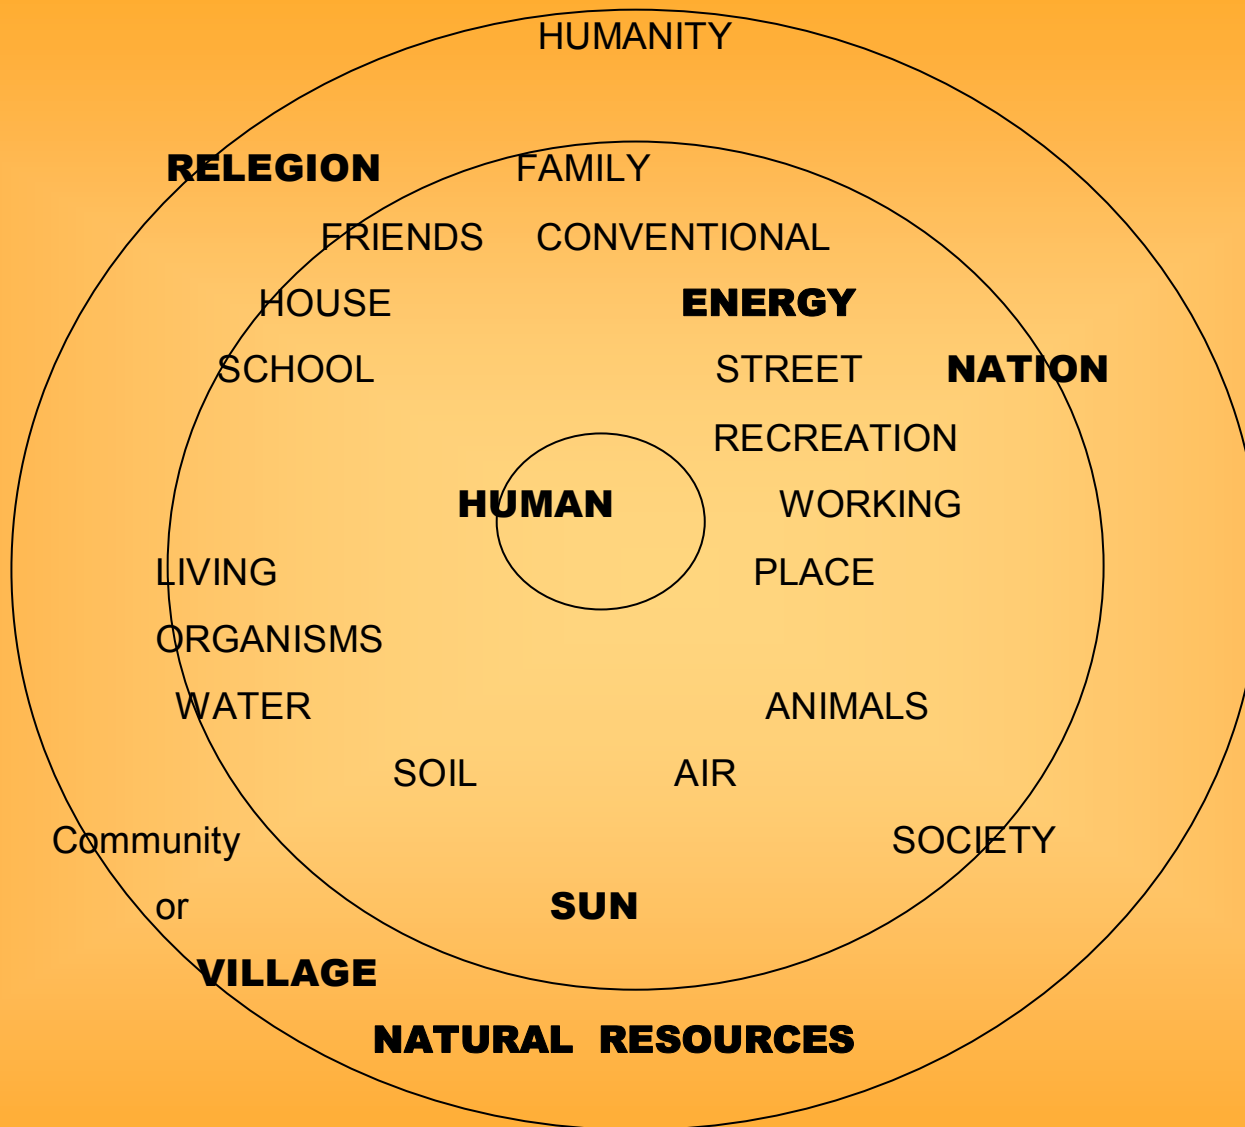 HUMANITY
RELEGION FAMILY
FRIENDS CONVENTIONAL
HOUSE ENERGY
SCHOOL STREET NATION
RECREATION
HUMAN WORKING
LIVING PLACE
ORGANISMS
WATER ANIMALS
SOIL AIR
Community SOCIETY
or SUN
VILLAGE
NATURAL RESOURCES